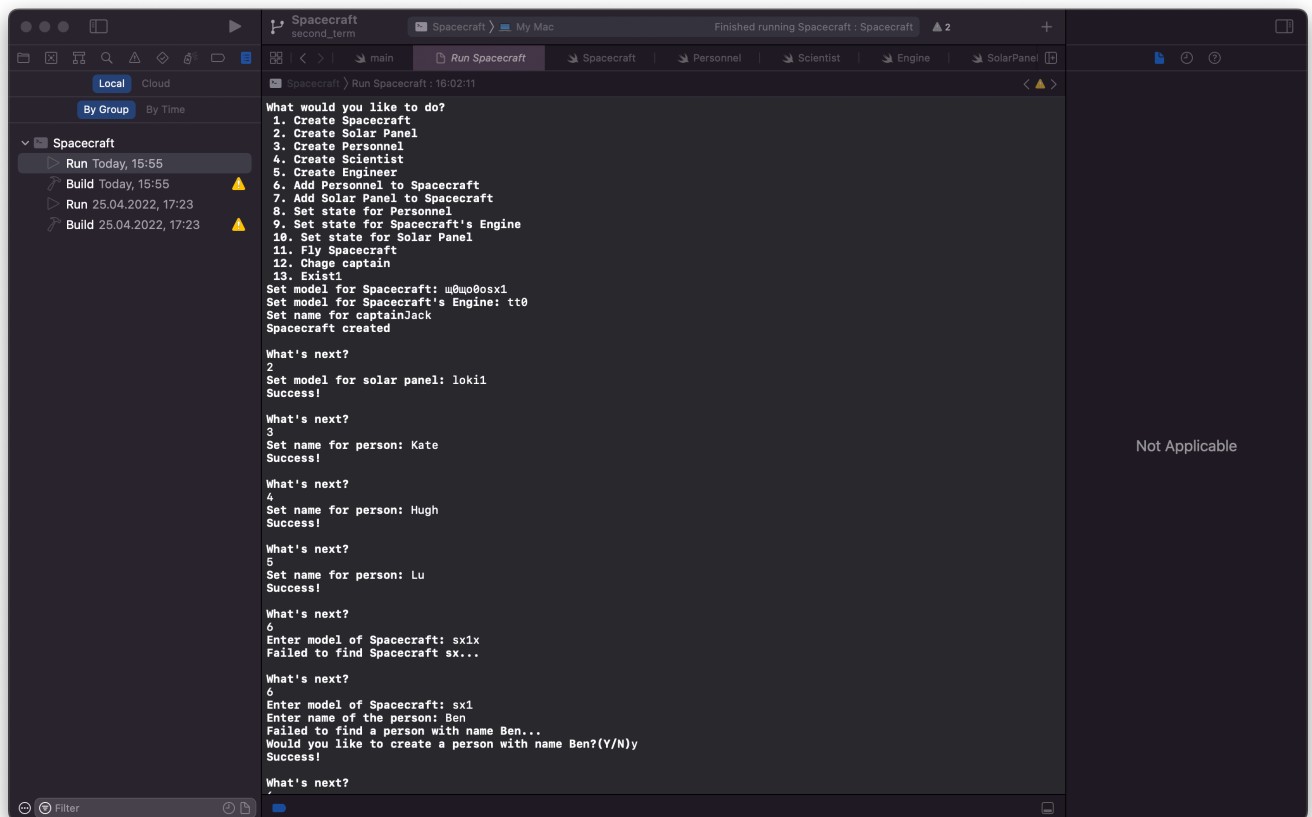 Spacecraft
second_term
Spacecraft 〉 My Mac
Finished running Spacecraft : Spacecraft
2
main
Run Spacecraft
Spacecraft
Personnel
Scientist
Engine
SolarPanel
Local
Cloud
Spacecraft 〉 Run Spacecraft : 16:02:11
By Group
By Time
Spacecraft
Run Today, 15:55
Build Today, 15:55
Run 25.04.2022, 17:23
Build 25.04.2022, 17:23
What would you like to do?
1. Create Spacecraft
2. Create Solar Panel
3. Create Personnel
4. Create Scientist
5. Create Engineer
6. Add Personnel to Spacecraft
7. Add Solar Panel to Spacecraft
8. Set state for Personnel
9. Set state for Spacecraft's Engine
10. Set state for Solar Panel
11. Fly Spacecraft
12. Chage captain
13. Exist1
Set model for Spacecraft: щ0що0osx1
Set model for Spacecraft's Engine: tt0
Set name for captainJack
Spacecraft created
What's next?
2
Set model for solar panel: loki1
Success!
What's next?
3
Set name for person: Kate
Success!
What's next?
4
Set name for person: Hugh
Success!
What's next?
5
Set name for person: Lu
Success!
What's next?
6
Enter model of Spacecraft: sx1x
Failed to find Spacecraft sx...
What's next?
6
Enter model of Spacecraft: sx1
Enter name of the person: Ben
Failed to find a person with name Ben...
Would you like to create a person with name Ben?(Y/N)y
Success!
What's next?
Not Applicable
Filter